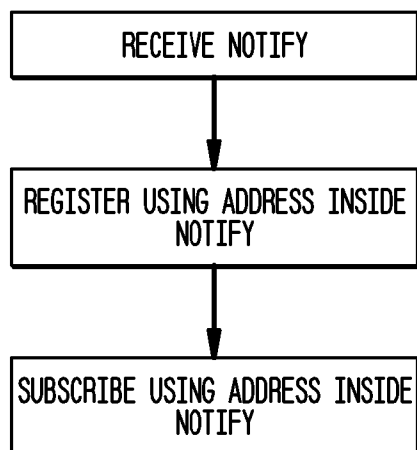 RECEIVE NOTIFY
REGISTER USING ADDRESS INSIDE
NOTIFY
SUBSCRIBE USING ADDRESS INSIDE
NOTIFY